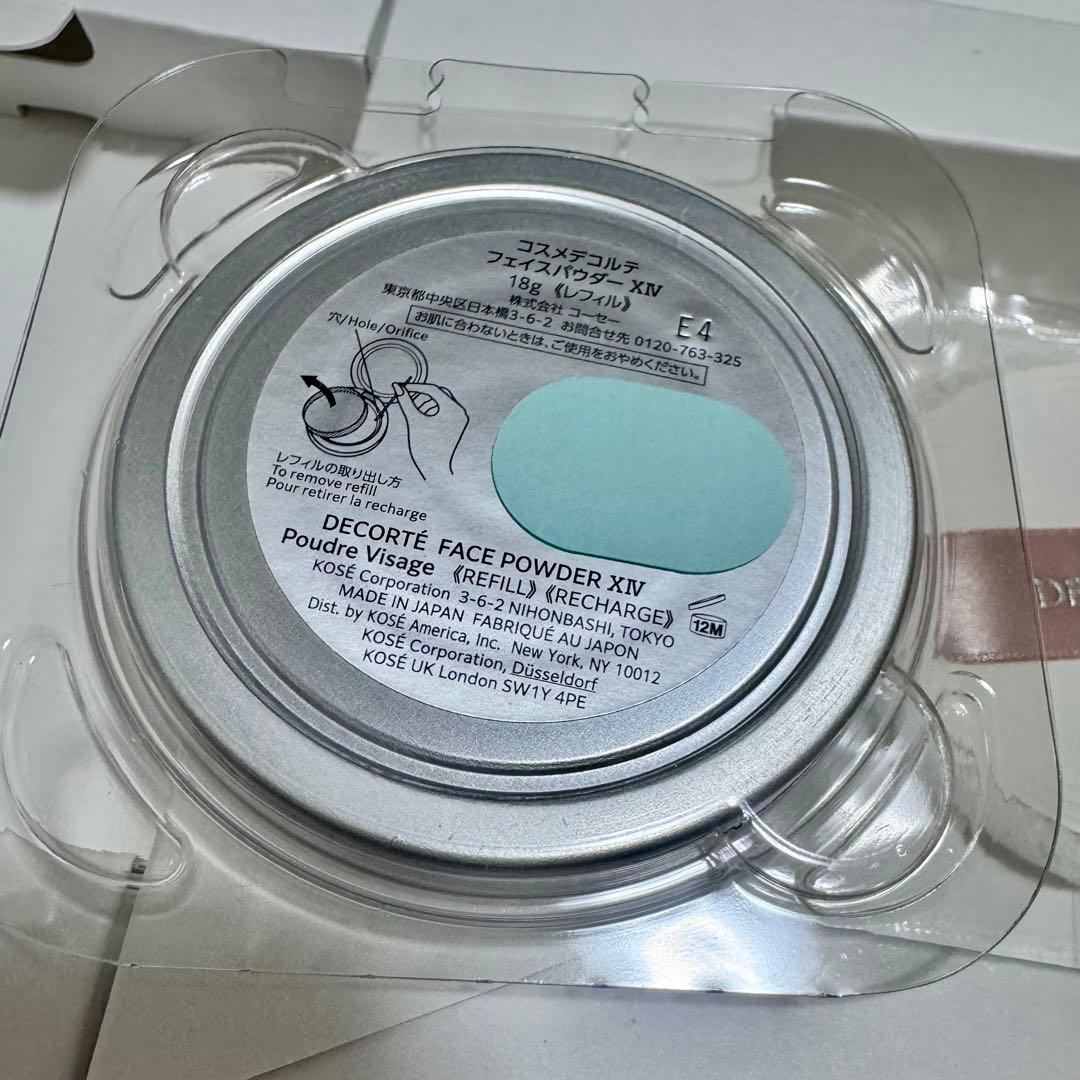 コスメデコルテ
フェイスパウダー XIV
18g 《レフィル》
株式会社 コーセー
東京都中央区日本橋3-6-2 お問合せ先 0120-763-325
E4
お肌に合わないときは、ご使用をおやめください。
穴/Hole/Orifice
レフィルの取り出し方
To remove refill
Pour retirer la recharge
DECORTÉ FACE POWDER XIV
Poudre Visage 《REFILL》《RECHARGE》
KOSÉ Corporation 3-6-2 NIHONBASHI, TOKYO
MADE IN JAPAN FABRIQUÉ AU JAPON
Dist. by KOSÉ America, Inc. New York, NY 10012
KOSÉ Corporation, Düsseldorf
KOSÉ UK London SW1Y 4PE
12M